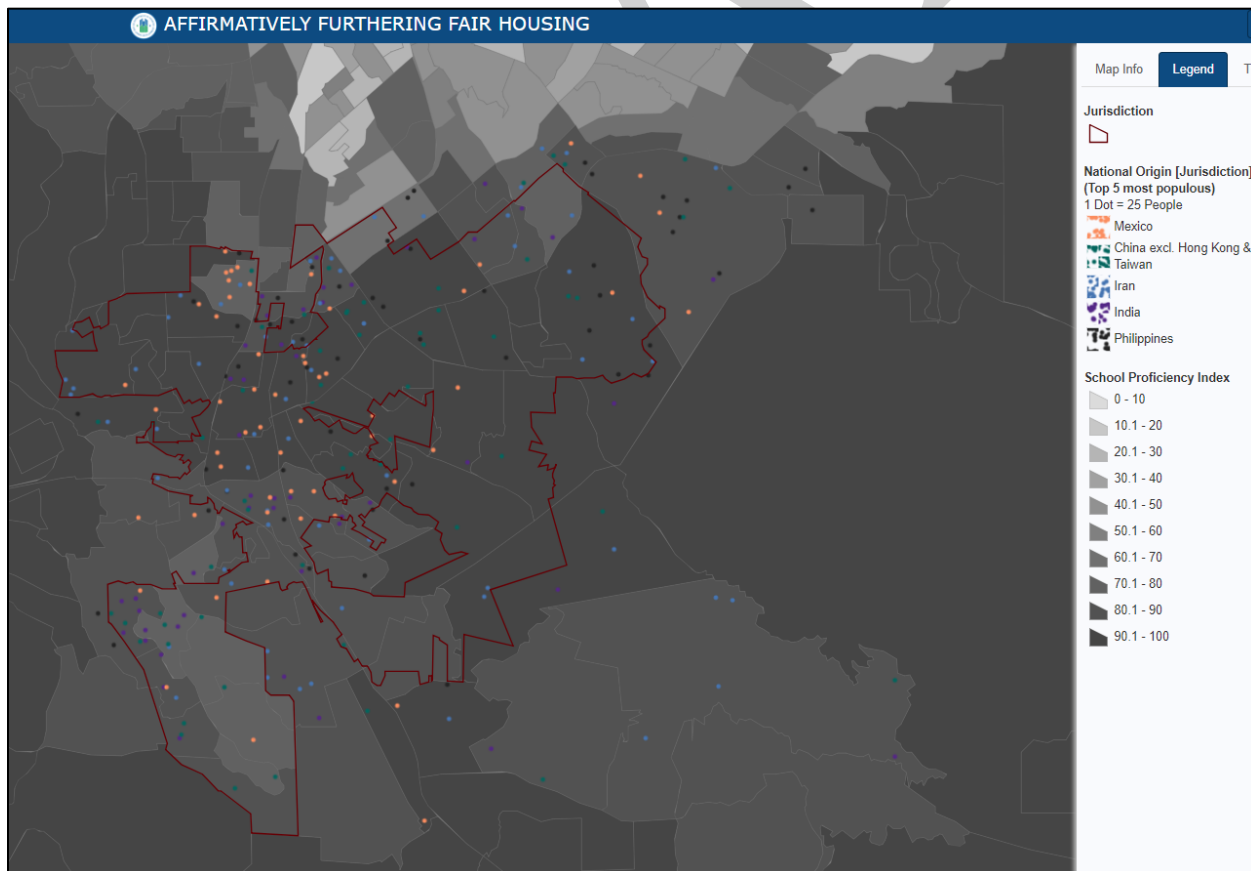 AFFIRMATIVELY FURTHERING FAIR HOUSING
Map Info Legend T
Jurisdiction
National Origin [Jurisdiction]
(Top 5 most populous)
1 Dot = 25 People
Mexico
China excl. Hong Kong &
Taiwan
Iran
India
Philippines
School Proficiency Index
0 - 10
10.1 - 20
20.1 - 30
30.1 - 40
40.1 - 50
50.1 - 60
60.1 - 70
70.1 - 80
80.1 - 90
90.1 - 100